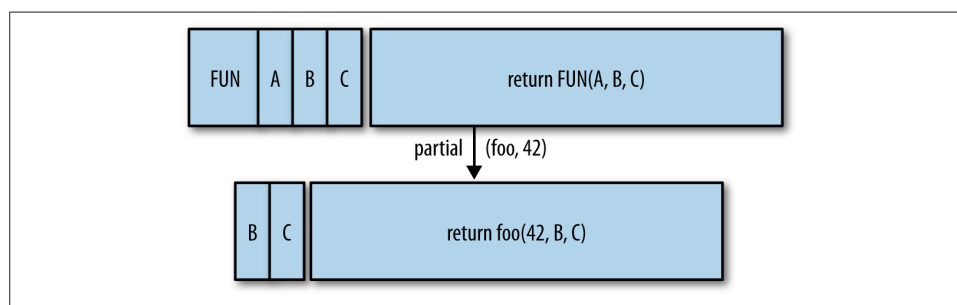 FUN A B C return FUN(A, B, C)
partial (foo, 42)
B C return foo(42, B, C)